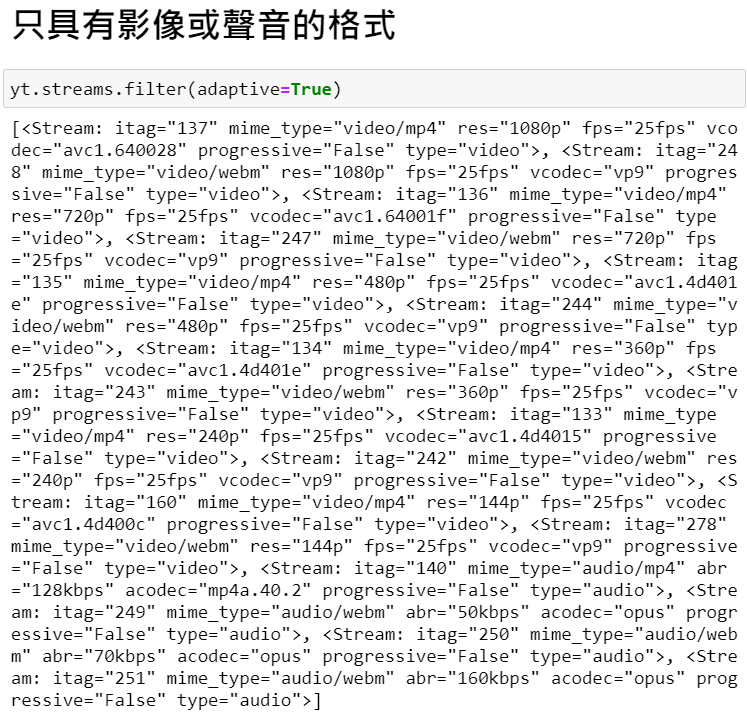 只具有影像或聲音的格式
yt.streams.filter(adaptive=True)
[<Stream: itag="137" mime_type="video/mp4" res="1080p" fps="25fps" vco
dec="avc1.640028" progressive="False" type="video">, <Stream: itag="24
8" mime_type="video/webm" res="1080p" fps="25fps" vcodec="vp9" progres
sive="False" type="video">, <Stream: itag="136" mime_type="video/mp4"
res="720p" fps="25fps" vcodec="avc1.64001f" progressive="False" type
="video">, <Stream: itag="247" mime_type="video/webm" res="720p" fps
="25fps" vcodec="vp9" progressive="False" type="video">, <Stream: itag
="135" mime_type="video/mp4" res="480p" fps="25fps" vcodec="avc1.4d401
e" progressive="False" type="video">, <Stream: itag="244" mime_type="v
ideo/webm" res="480p" fps="25fps" vcodec="vp9" progressive="False" typ
e="video">, <Stream: itag="134" mime_type="video/mp4" res="360p" fps
="25fps" vcodec="avc1.4d401e" progressive="False" type="video">, <Stre
am: itag="243" mime_type="video/webm" res="360p" fps="25fps" vcodec="v
p9" progressive="False" type="video">, <Stream: itag="133" mime_type
="video/mp4" res="240p" fps="25fps" vcodec="avc1.4d4015" progressive
="False" type="video">, <Stream: itag="242" mime_type="video/webm" res
="240p" fps="25fps" vcodec="vp9" progressive="False" type="video">, <S
tream: itag="160" mime_type="video/mp4" res="144p" fps="25fps" vcodec
="avc1.4d400c" progressive="False" type="video">, <Stream: itag="278"
mime_type="video/webm" res="144p" fps="25fps" vcodec="vp9" progressive
="False" type="video">, <Stream: itag="140" mime_type="audio/mp4" abr
="128kbps" acodec="mp4a.40.2" progressive="False" type="audio">, <Stre
am: itag="249" mime_type="audio/webm" abr="50kbps" acodec="opus" progr
essive="False" type="audio">, <Stream: itag="250" mime_type="audio/web
m" abr="70kbps" acodec="opus" progressive="False" type="audio">, <Stre
am: itag="251" mime_type="audio/webm" abr="160kbps" acodec="opus" prog
ressive="False" type="audio">]